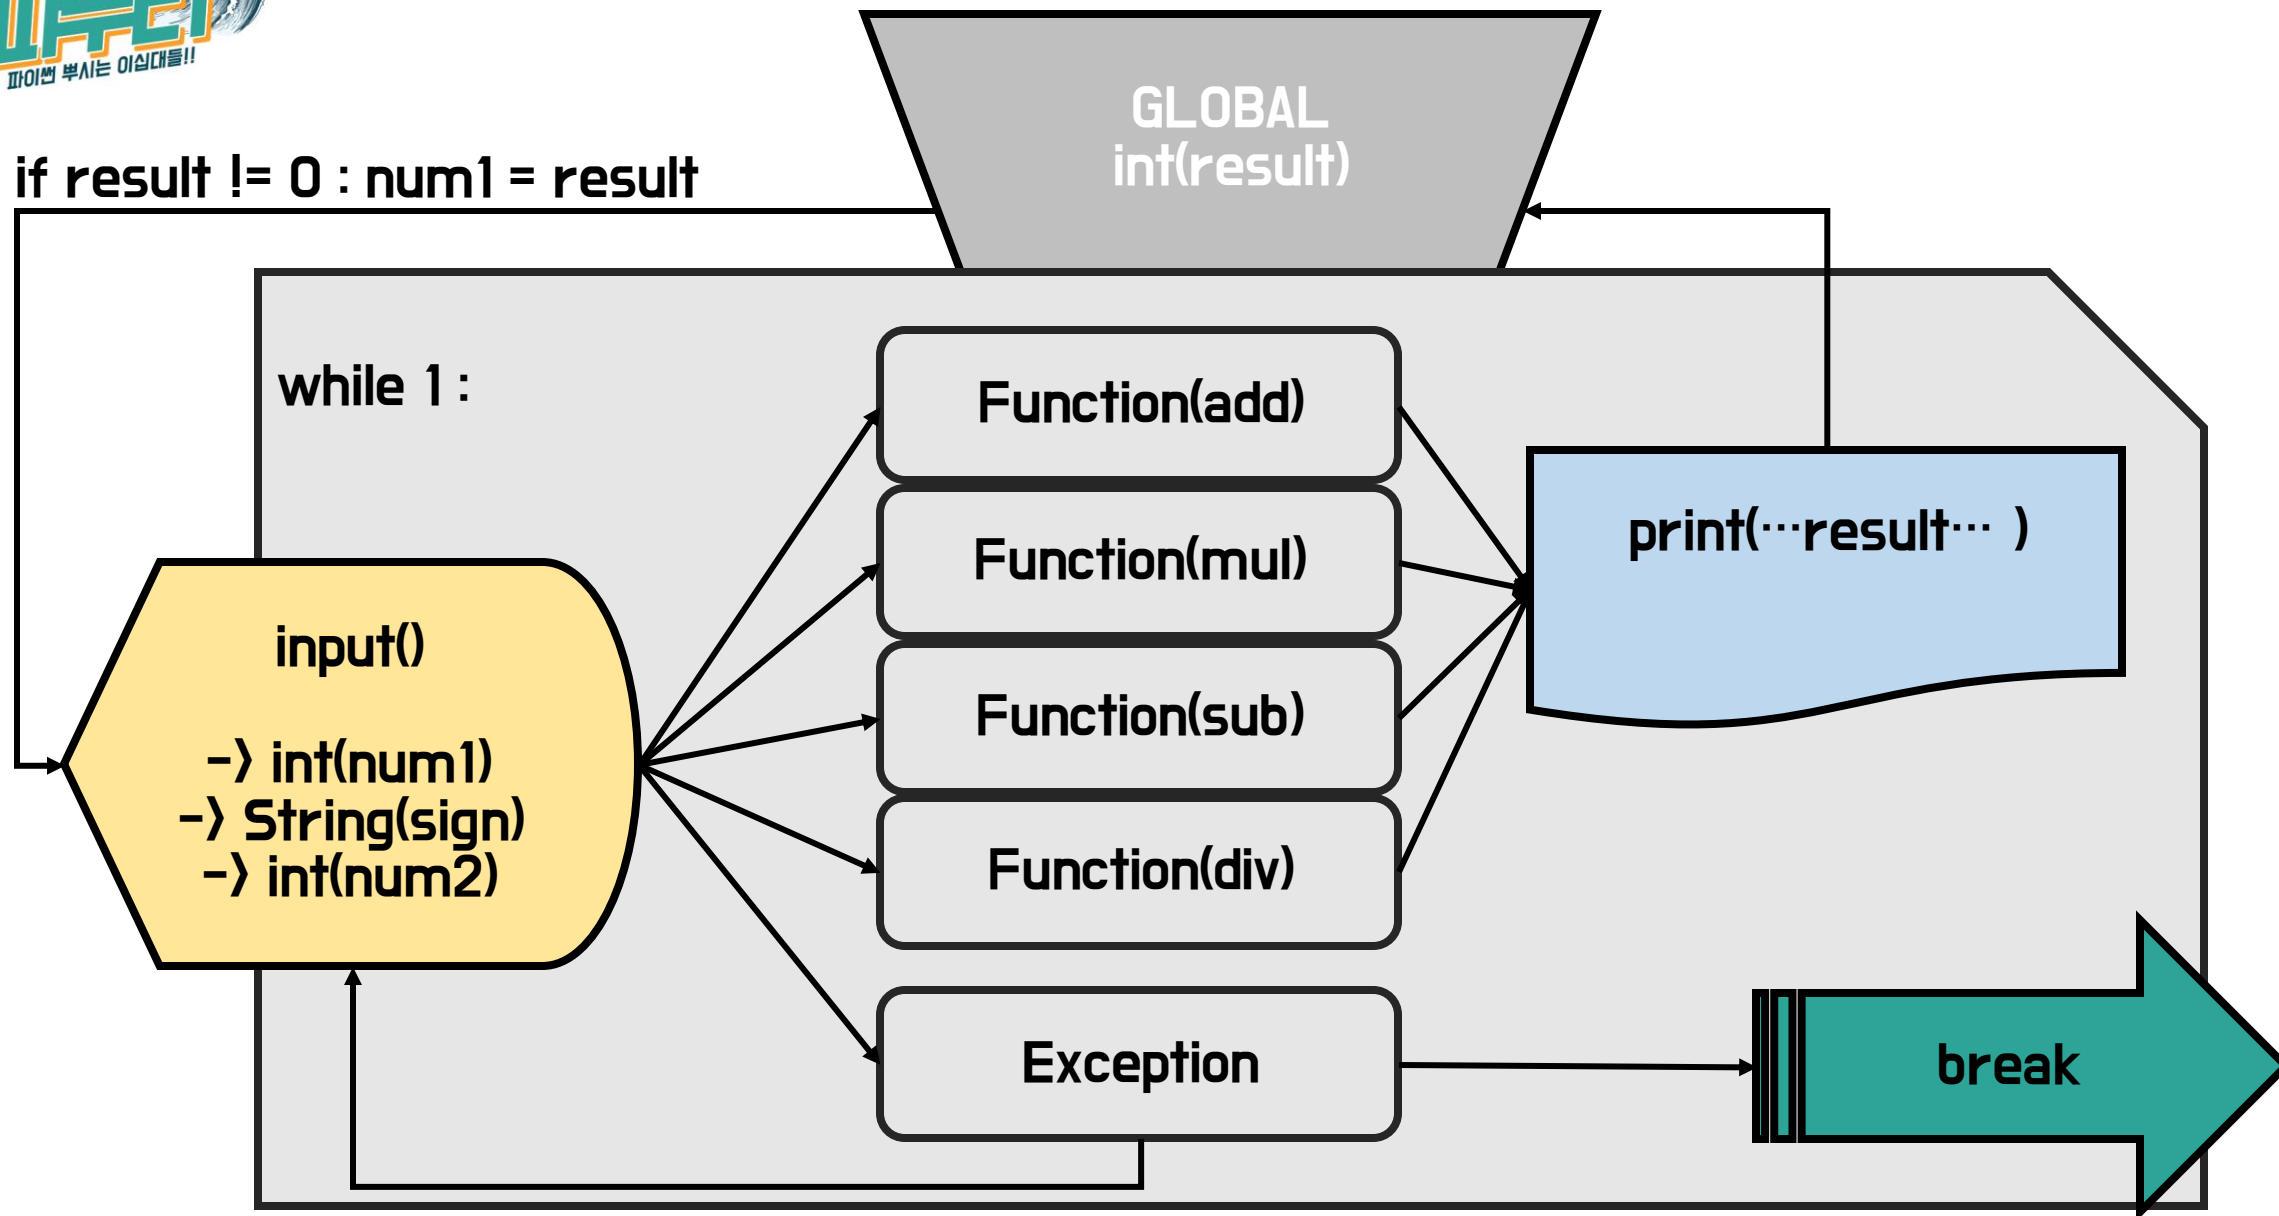 파이썬 뿌시는 이십대들!!
GLOBAL
int(result)
if result != 0 : num1 = result
while 1 :
Function(add)
Function(mul)
Function(sub)
Function(div)
Exception
input()
-> int(num1)
-> String(sign)
-> int(num2)
print(…result… )
break